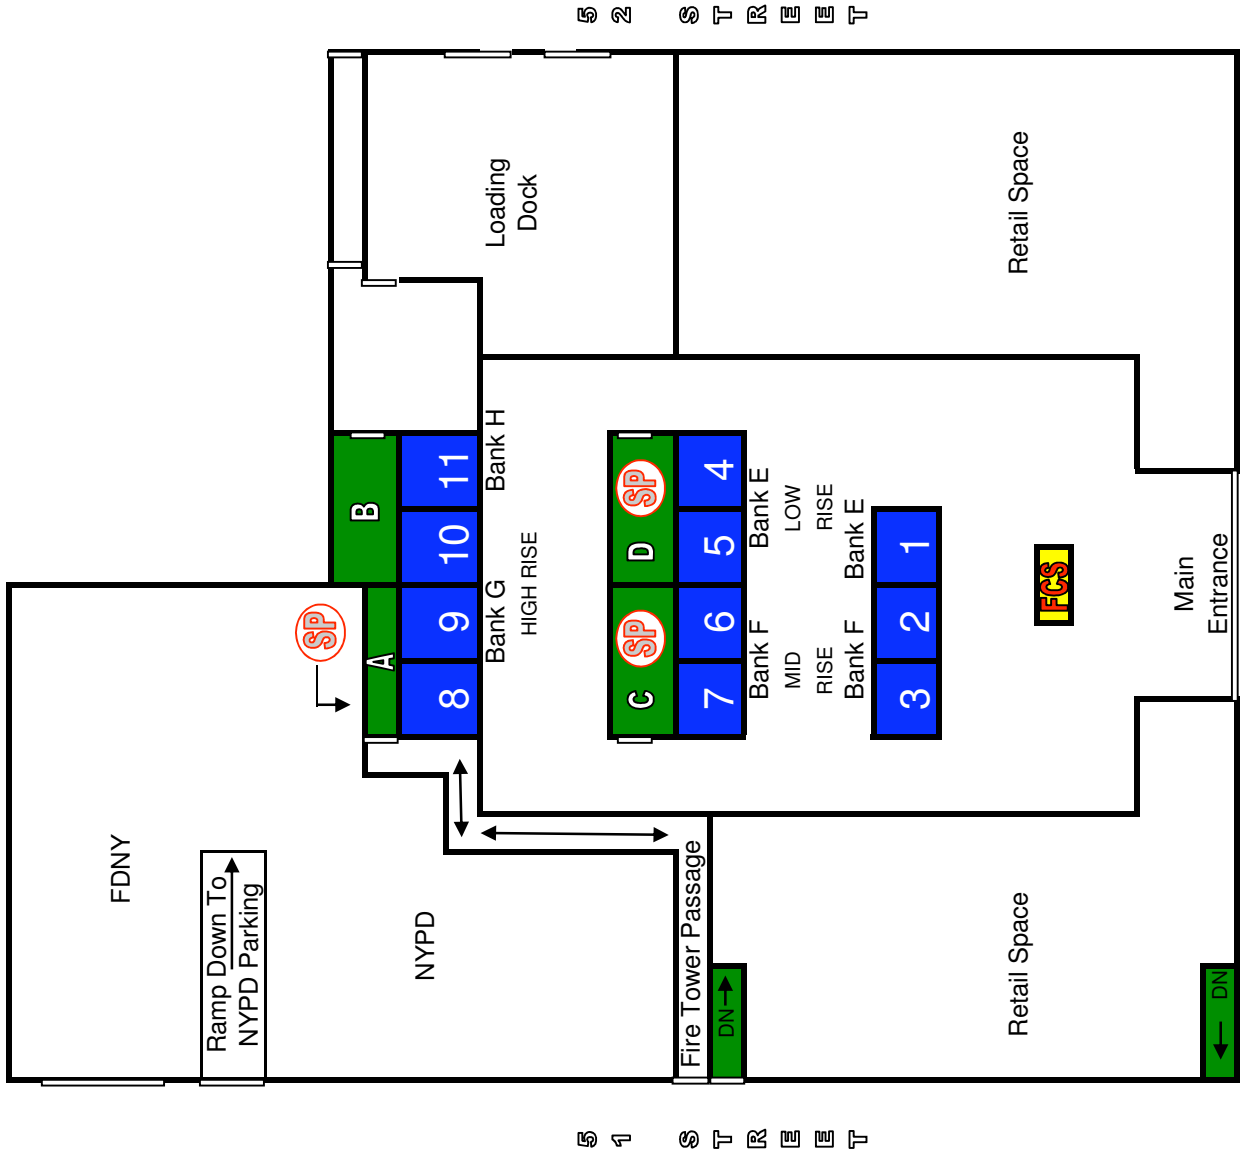 52 STREET
Loading
Dock
Retail Space
B
11
10
9
8
A
SP
Bank H
Bank G
HIGH RISE
SP
D
SP
C
4
5
6
7
Bank E
Bank F
LOW
RISE
MID
RISE
Bank E
Bank F
1
2
3
FCS
Main
Entrance
FDNY
Ramp Down To
NYPD Parking
NYPD
Fire Tower Passage
DN
Retail Space
DN
51 STREET